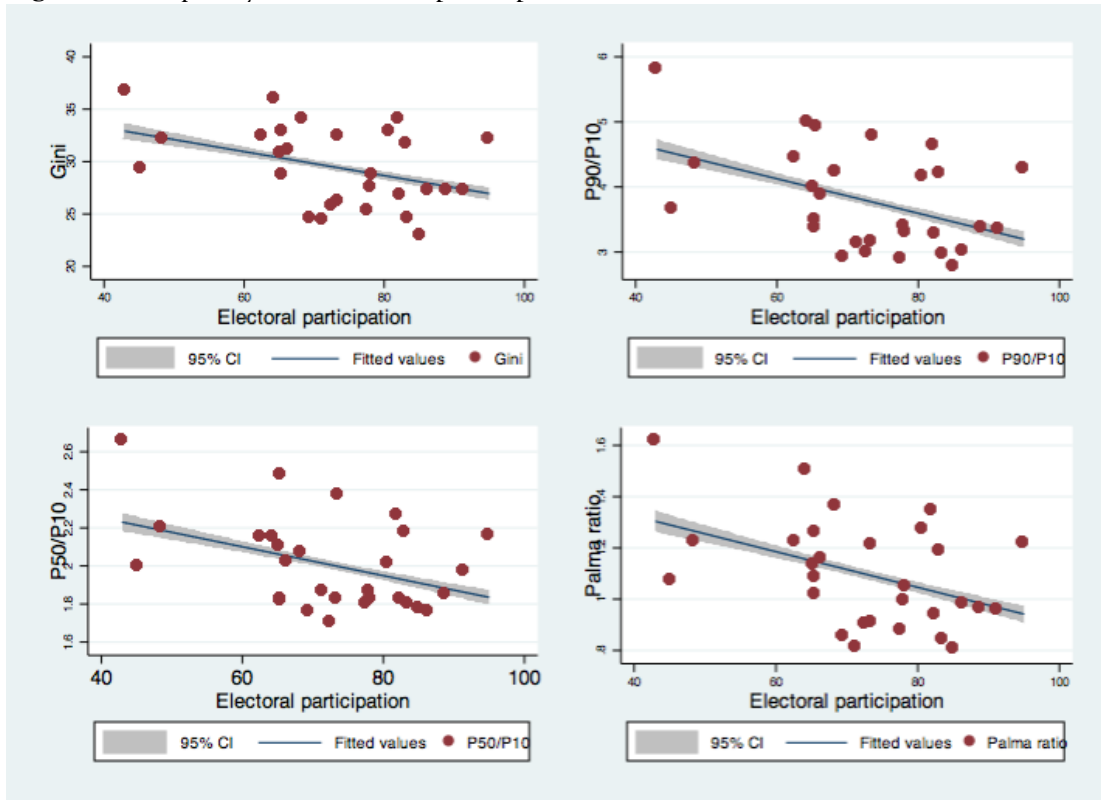 40
35
30
25
20
Gini
40 60 80 100
Electoral participation
95% CI Fitted values Gini
6
5
4
3
P90/P10
40 60 80 100
Electoral participation
95% CI Fitted values P90/P10
2.6
2.4
2.2
2
1.8
1.6
P50/P10
40 60 80 100
Electoral participation
95% CI Fitted values P50/P10
1.6
1.4
1.2
1
.8
Palma ratio
40 60 80 100
Electoral participation
95% CI Fitted values Palma ratio